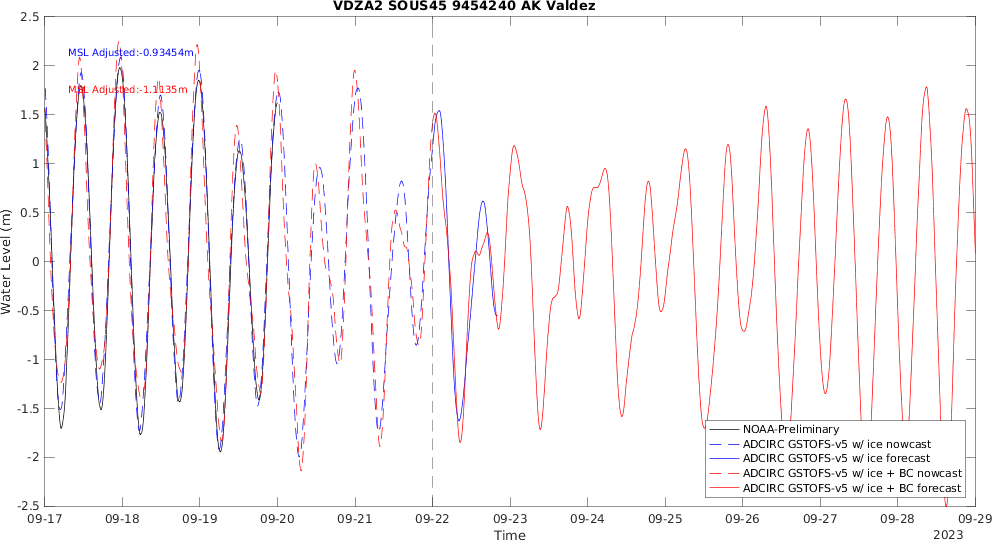 VDZA2 SOUS45 9454240 AK Valdez
2.5
2
1.5
1
0.5
0
-0.5
-1
-1.5
-2
-2.5
Water Level (m)
MSL Adjusted:-0.93454m
MSL Adjusted:-1.1135m
NOAA-Preliminary
ADCIRC GSTOFS-v5 w/ ice nowcast
ADCIRC GSTOFS-v5 w/ ice forecast
ADCIRC GSTOFS-v5 w/ ice + BC nowcast
ADCIRC GSTOFS-v5 w/ ice + BC forecast
09-17 09-18 09-19 09-20 09-21 09-22 09-23 09-24 09-25 09-26 09-27 09-28 09-29
Time
2023